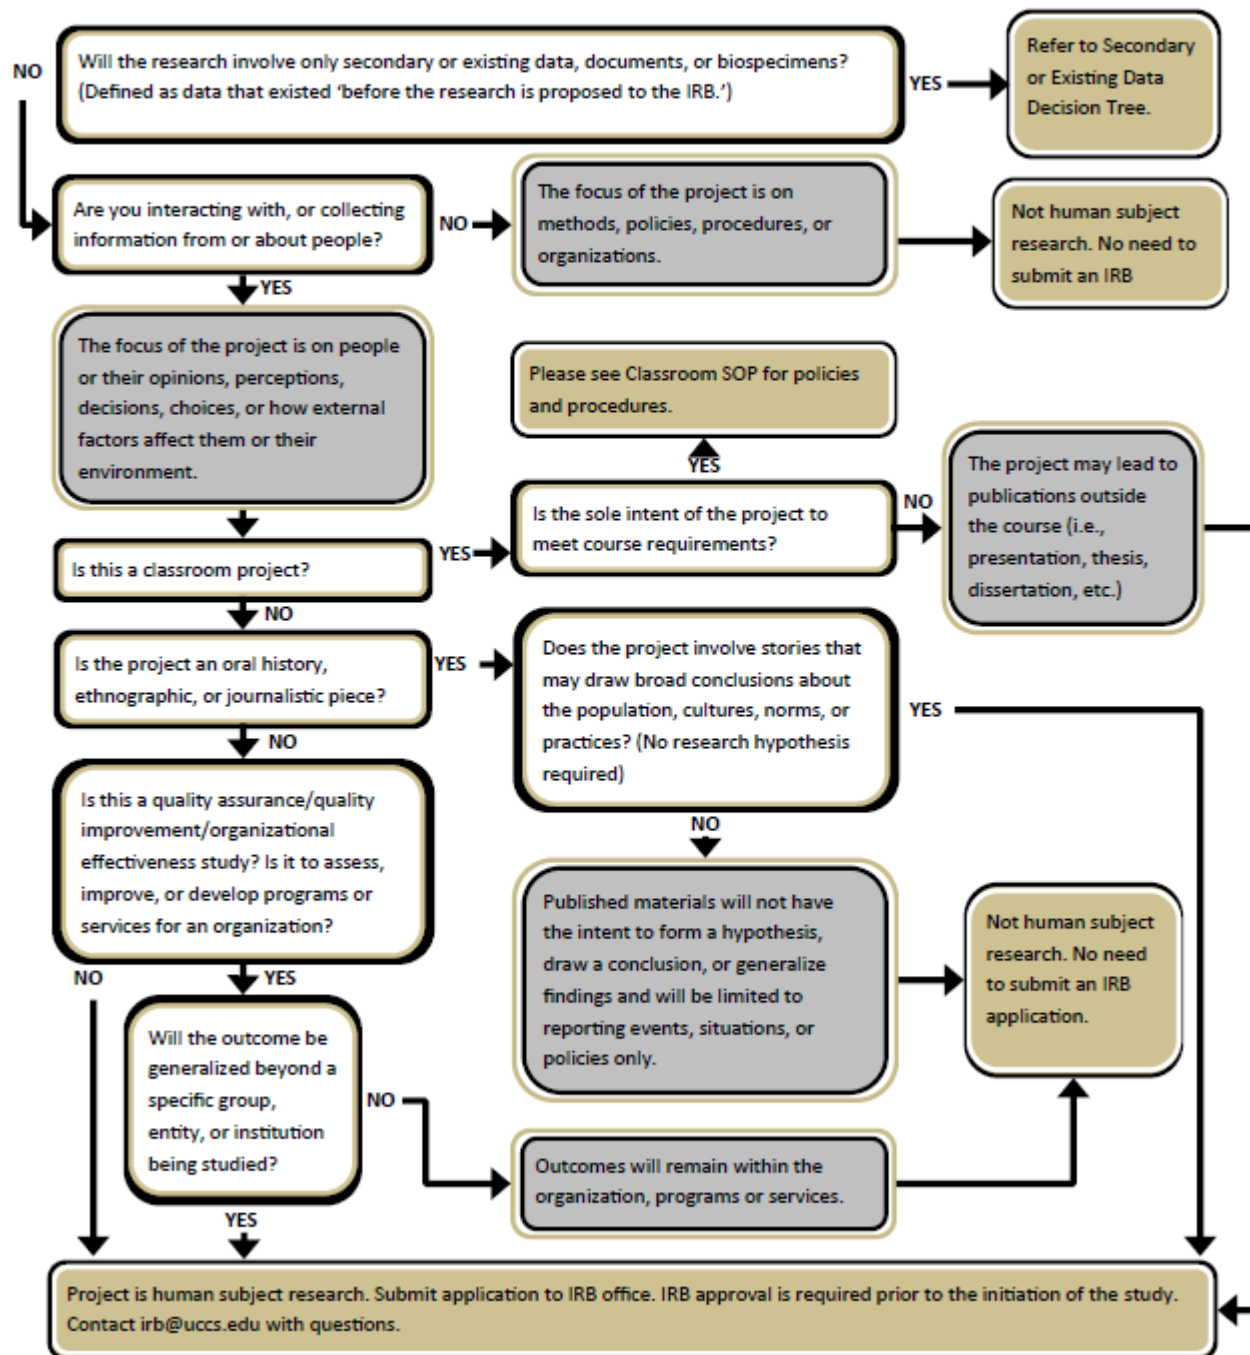 Will the research involve only secondary or existing data, documents, or biospecimens?
(Defined as data that existed ‘before the research is proposed to the IRB.’)
NO
YES
Refer to Secondary
or Existing Data
Decision Tree.
Are you interacting with, or collecting
information from or about people?
NO
The focus of the project is on
methods, policies, procedures, or
organizations.
Not human subject
research. No need to
submit an IRB
YES
The focus of the project is on people
or their opinions, perceptions,
decisions, choices, or how external
factors affect them or their
environment.
Please see Classroom SOP for policies
and procedures.
YES
Is this a classroom project?
YES
Is the sole intent of the project to
meet course requirements?
NO
The project may lead to
publications outside
the course (i.e.,
presentation, thesis,
dissertation, etc.)
NO
Is the project an oral history,
ethnographic, or journalistic piece?
YES
Does the project involve stories that
may draw broad conclusions about
the population, cultures, norms, or
practices? (No research hypothesis
required)
YES
NO
NO
Is this a quality assurance/quality
improvement/organizational
effectiveness study? Is it to assess,
improve, or develop programs or
services for an organization?
Published materials will not have
the intent to form a hypothesis,
draw a conclusion, or generalize
findings and will be limited to
reporting events, situations, or
policies only.
Not human subject
research. No need
to submit an IRB
application.
NO
YES
Will the outcome be
generalized beyond a
specific group,
entity, or institution
being studied?
NO
Outcomes will remain within the
organization, programs or services.
YES
Project is human subject research. Submit application to IRB office. IRB approval is required prior to the initiation of the study.
Contact irb@uccs.edu with questions.